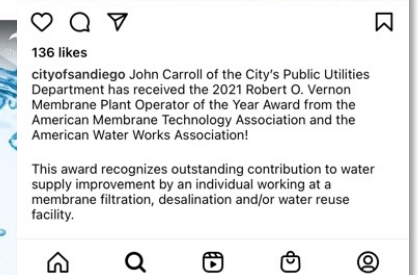 136 likes
cityofsandiego John Carroll of the City's Public Utilities
Department has received the 2021 Robert O. Vernon
Membrane Plant Operator of the Year Award from the
American Membrane Technology Association and the
American Water Works Association!
This award recognizes outstanding contribution to water
supply improvement by an individual working at a
membrane filtration, desalination and/or water reuse
facility.